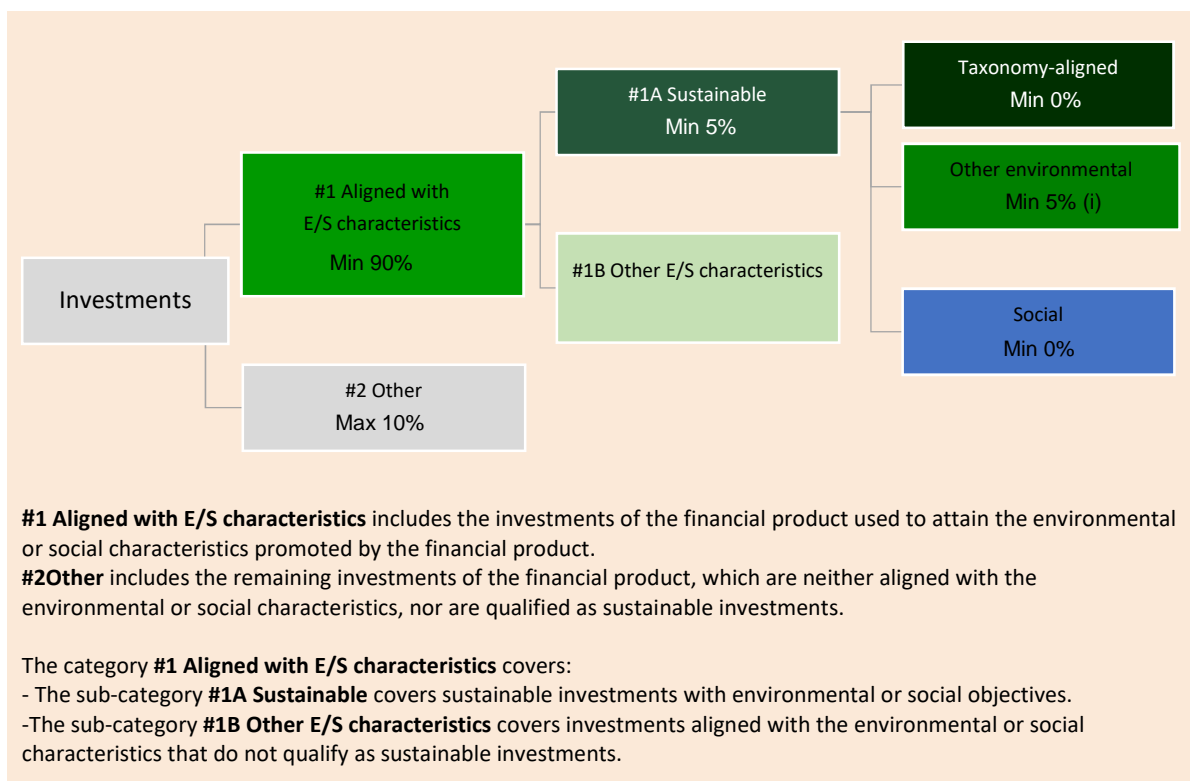 Investments
#1 Aligned with
E/S characteristics
Min 90%
#2 Other
Max 10%
#1A Sustainable
Min 5%
#1B Other E/S characteristics
Taxonomy-aligned
Min 0%
Other environmental
Min 5% (i)
Social
Min 0%
#1 Aligned with E/S characteristics includes the investments of the financial product used to attain the environmental
or social characteristics promoted by the financial product.
#2Other includes the remaining investments of the financial product, which are neither aligned with the
environmental or social characteristics, nor are qualified as sustainable investments.
The category #1 Aligned with E/S characteristics covers:
- The sub-category #1A Sustainable covers sustainable investments with environmental or social objectives.
-The sub-category #1B Other E/S characteristics covers investments aligned with the environmental or social
characteristics that do not qualify as sustainable investments.